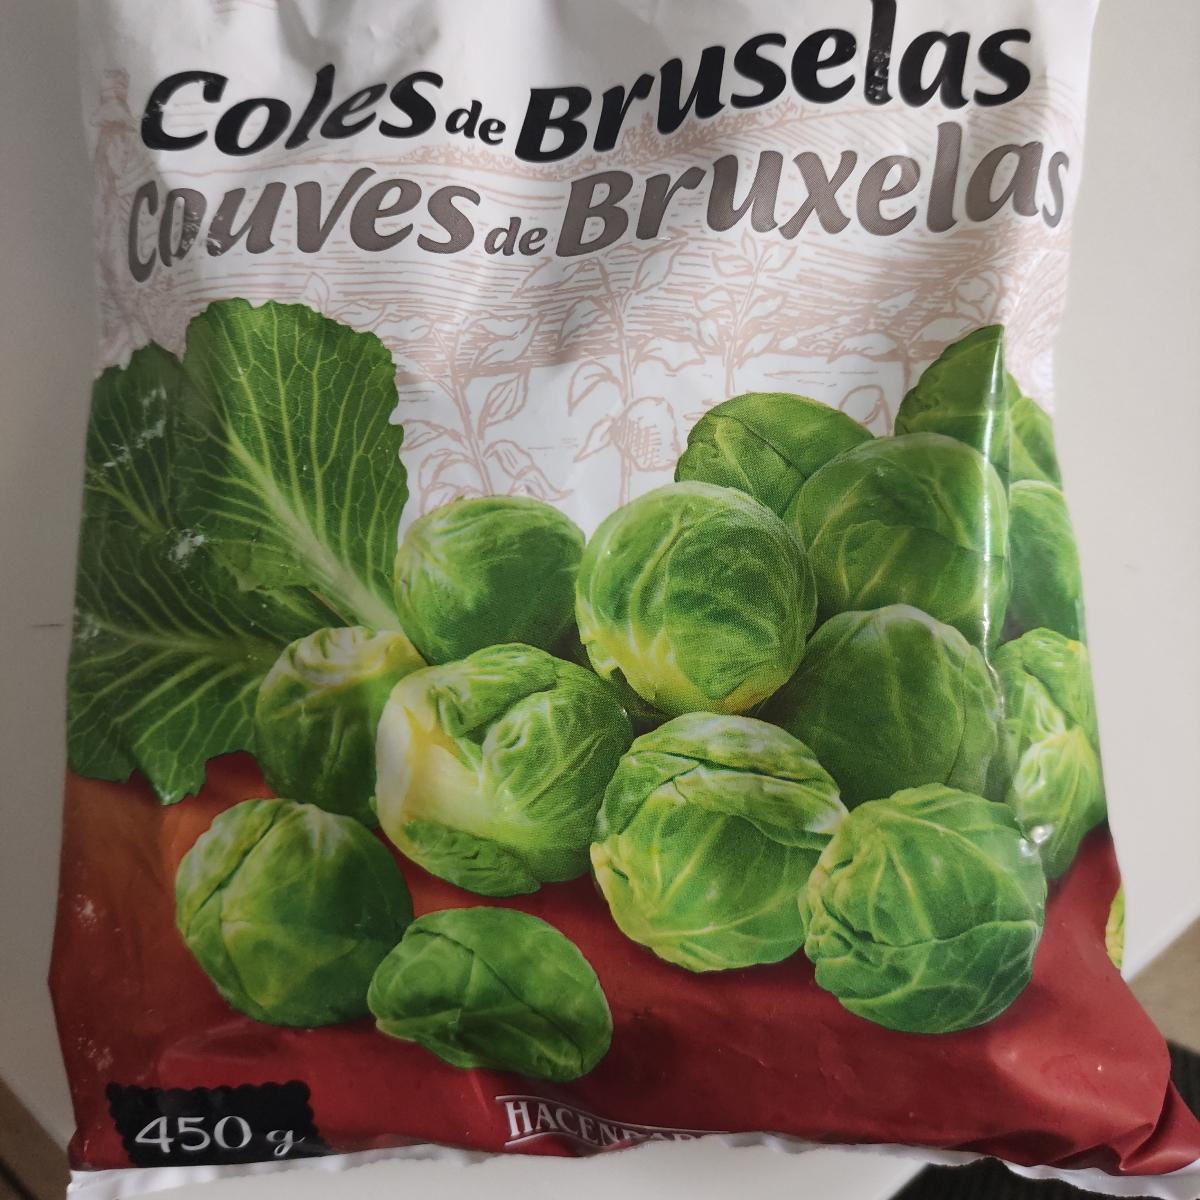 Coles de Bruselas
Couves de Bruxelas
450 g